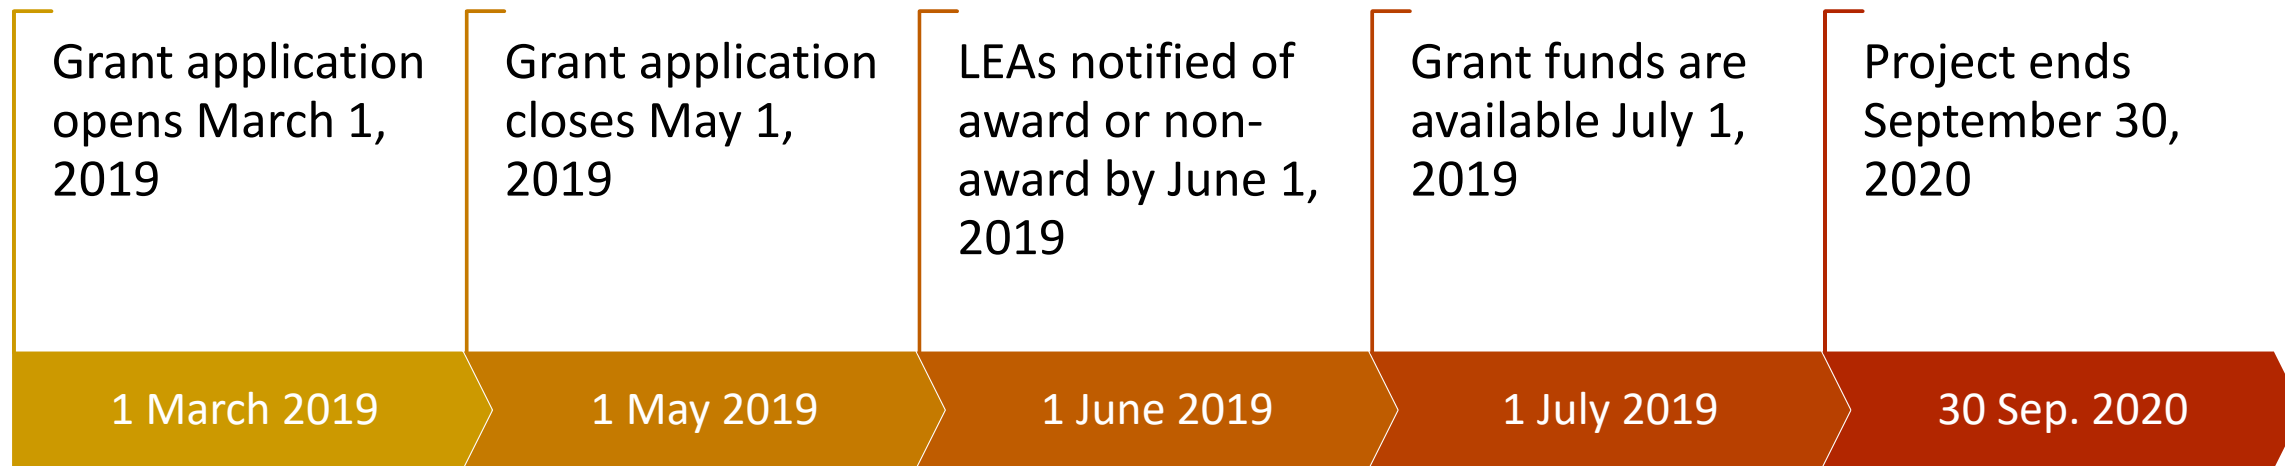 Grant application
opens March 1,
2019
Grant application
closes May 1,
2019
LEAs notified of
award or non-
award by June 1,
2019
Grant funds are
available July 1,
2019
Project ends
September 30,
2020
1 March 2019
1 May 2019
1 June 2019
1 July 2019
30 Sep. 2020